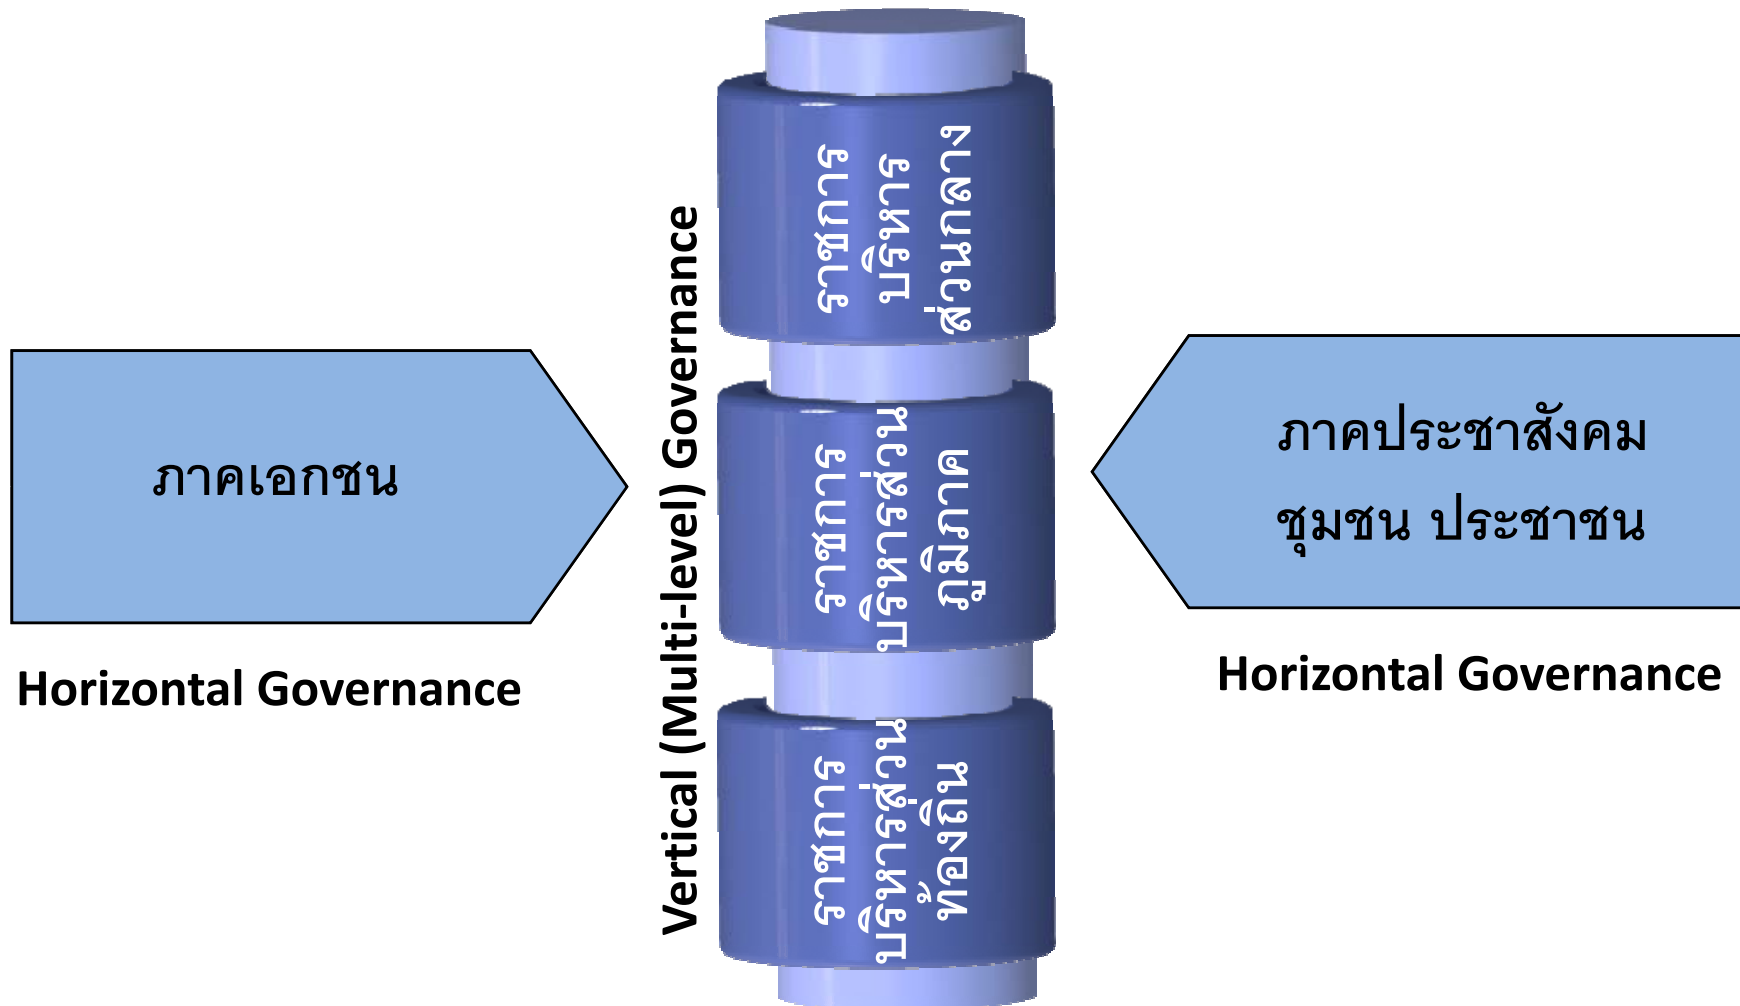 ภาคเอกชน
Horizontal Governance
Vertical (Multi-level) Governance
ราชการ
บริหาร
ส่วนกลาง
ราชการ
บริหารส่วน
ภูมิภาค
ราชการ
บริหารส่วน
ท้องถิ่น
ภาคประชาสังคม
ชุมชน ประชาชน
Horizontal Governance